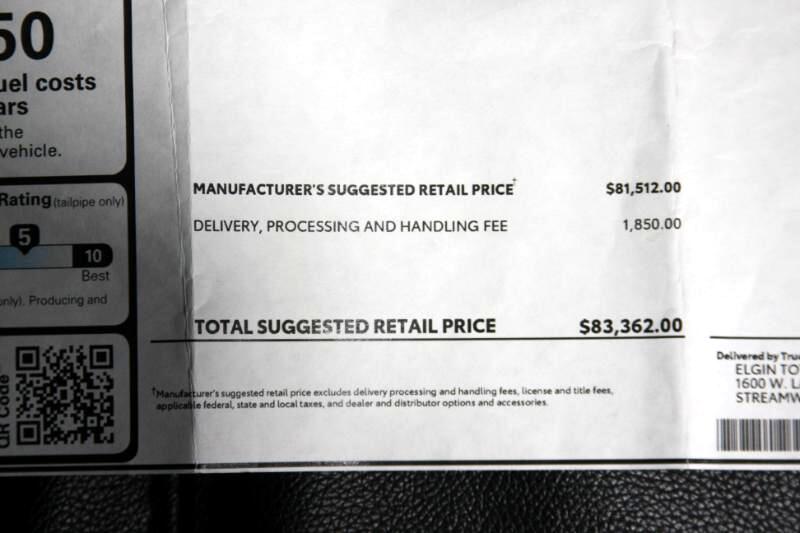 50
uel costs
ars
the
vehicle.
Rating (tailpipe only)
5
10
Best
only). Producing and
QR Code
MANUFACTURER'S SUGGESTED RETAIL PRICE† $81,512.00
DELIVERY, PROCESSING AND HANDLING FEE 1,850.00
TOTAL SUGGESTED RETAIL PRICE $83,362.00
†Manufacturer's suggested retail price excludes delivery processing and handling fees, license and title fees,
applicable federal, state and local taxes, and dealer and distributor options and accessories.
Delivered by Truc
ELGIN TO
1600 W. LA
STREAMW